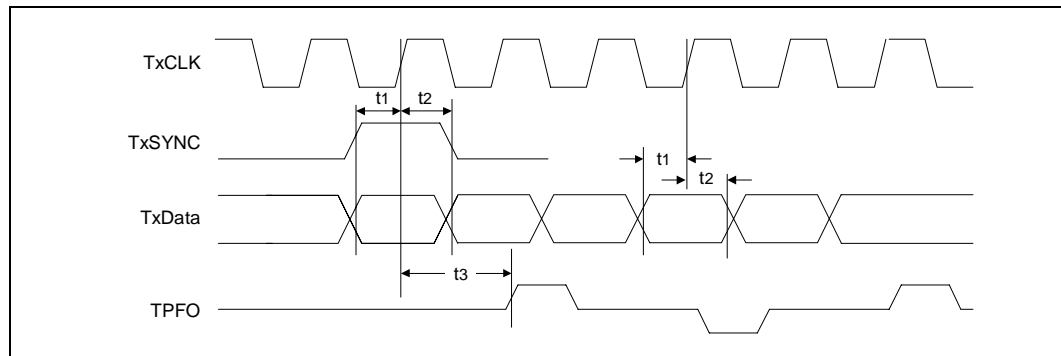 TxCLK
t1 t2
TxSYNC
t1
t2
TxData
t3
TPFO